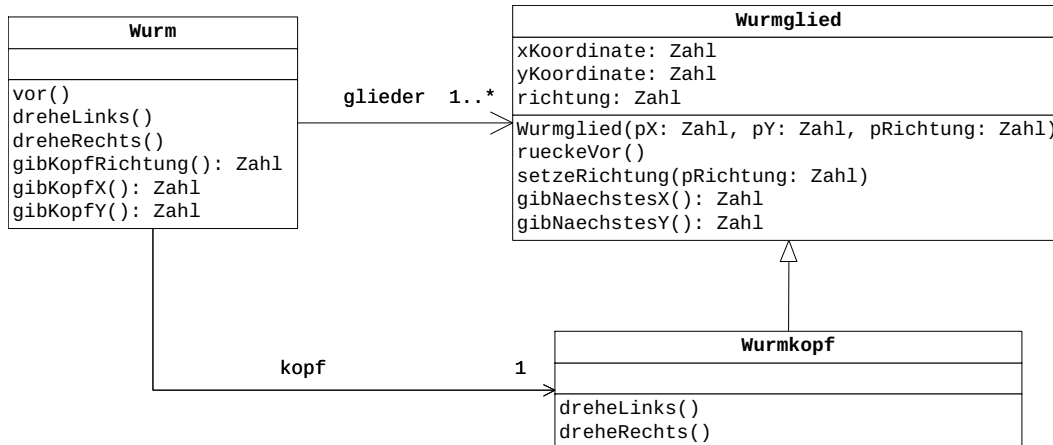 Wurm
vor()
dreheLinks()
dreheRechts()
gibKopfRichtung(): Zahl
gibKopfX(): Zahl
gibKopfY(): Zahl
glieder 1..*
Wurmglied
xKoordinate: Zahl
yKoordinate: Zahl
richtung: Zahl
Wurmglied(pX: Zahl, pY: Zahl, pRichtung: Zahl)
rueckeVor()
setzeRichtung(pRichtung: Zahl)
gibNaechstesX(): Zahl
gibNaechstesY(): Zahl
kopf 1
Wurmkopf
dreheLinks()
dreheRechts()